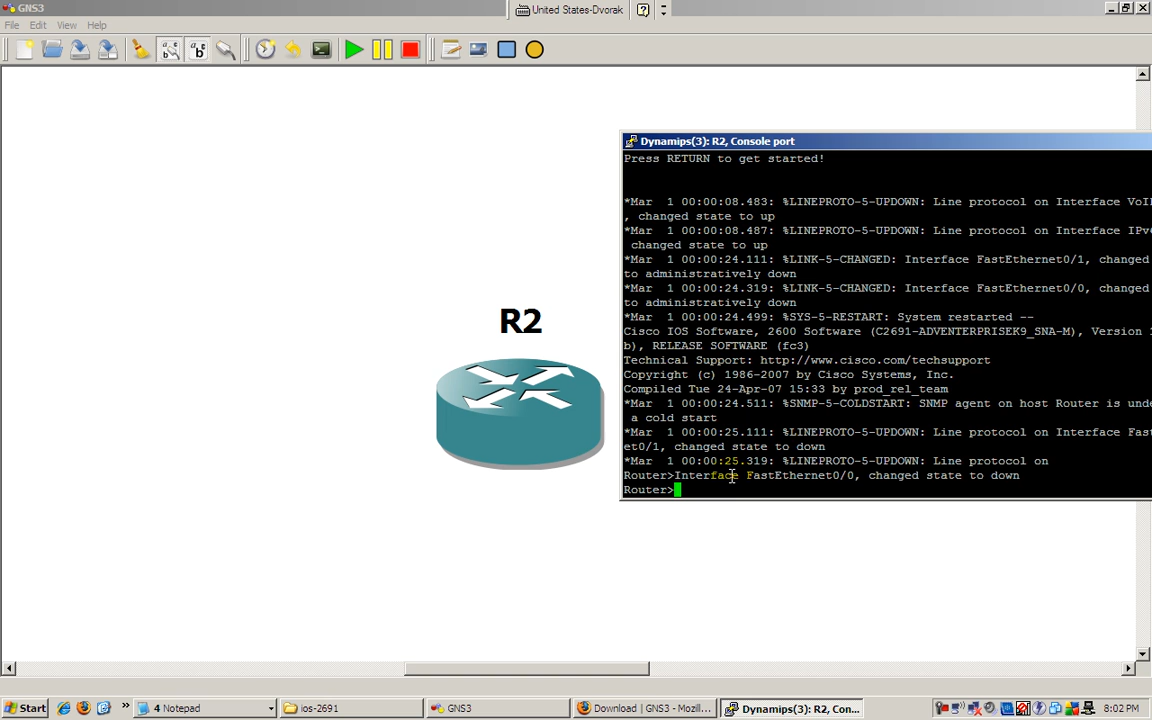 GNS3
United States-Dvorak
File Edit View Help
Dynamips(3): R2, Console port
Press RETURN to get started!
*Mar  1 00:00:08.483: %LINEPROTO-5-UPDOWN: Line protocol on Interface VoI
, changed state to up
*Mar  1 00:00:08.487: %LINEPROTO-5-UPDOWN: Line protocol on Interface IPv
changed state to up
*Mar  1 00:00:24.111: %LINK-5-CHANGED: Interface FastEthernet0/1, changed
to administratively down
*Mar  1 00:00:24.319: %LINK-5-CHANGED: Interface FastEthernet0/0, changed
to administratively down
*Mar  1 00:00:24.499: %SYS-5-RESTART: System restarted --
Cisco IOS Software, 2600 Software (C2691-ADVENTERPRISEK9_SNA-M), Version 1
b), RELEASE SOFTWARE (fc3)
Technical Support: http://www.cisco.com/techsupport
Copyright (c) 1986-2007 by Cisco Systems, Inc.
Compiled Tue 24-Apr-07 15:33 by prod_rel_team
*Mar  1 00:00:24.511: %SNMP-5-COLDSTART: SNMP agent on host Router is unde
a cold start
*Mar  1 00:00:25.111: %LINEPROTO-5-UPDOWN: Line protocol on Interface Fas
et0/1, changed state to down
*Mar  1 00:00:25.319: %LINEPROTO-5-UPDOWN: Line protocol on
Router>Interface FastEthernet0/0, changed state to down
Router>
R2
Start
4 Notepad
ios-2691
GNS3
Download | GNS3 - Mozil...
Dynamips(3): R2, Con...
8:02 PM